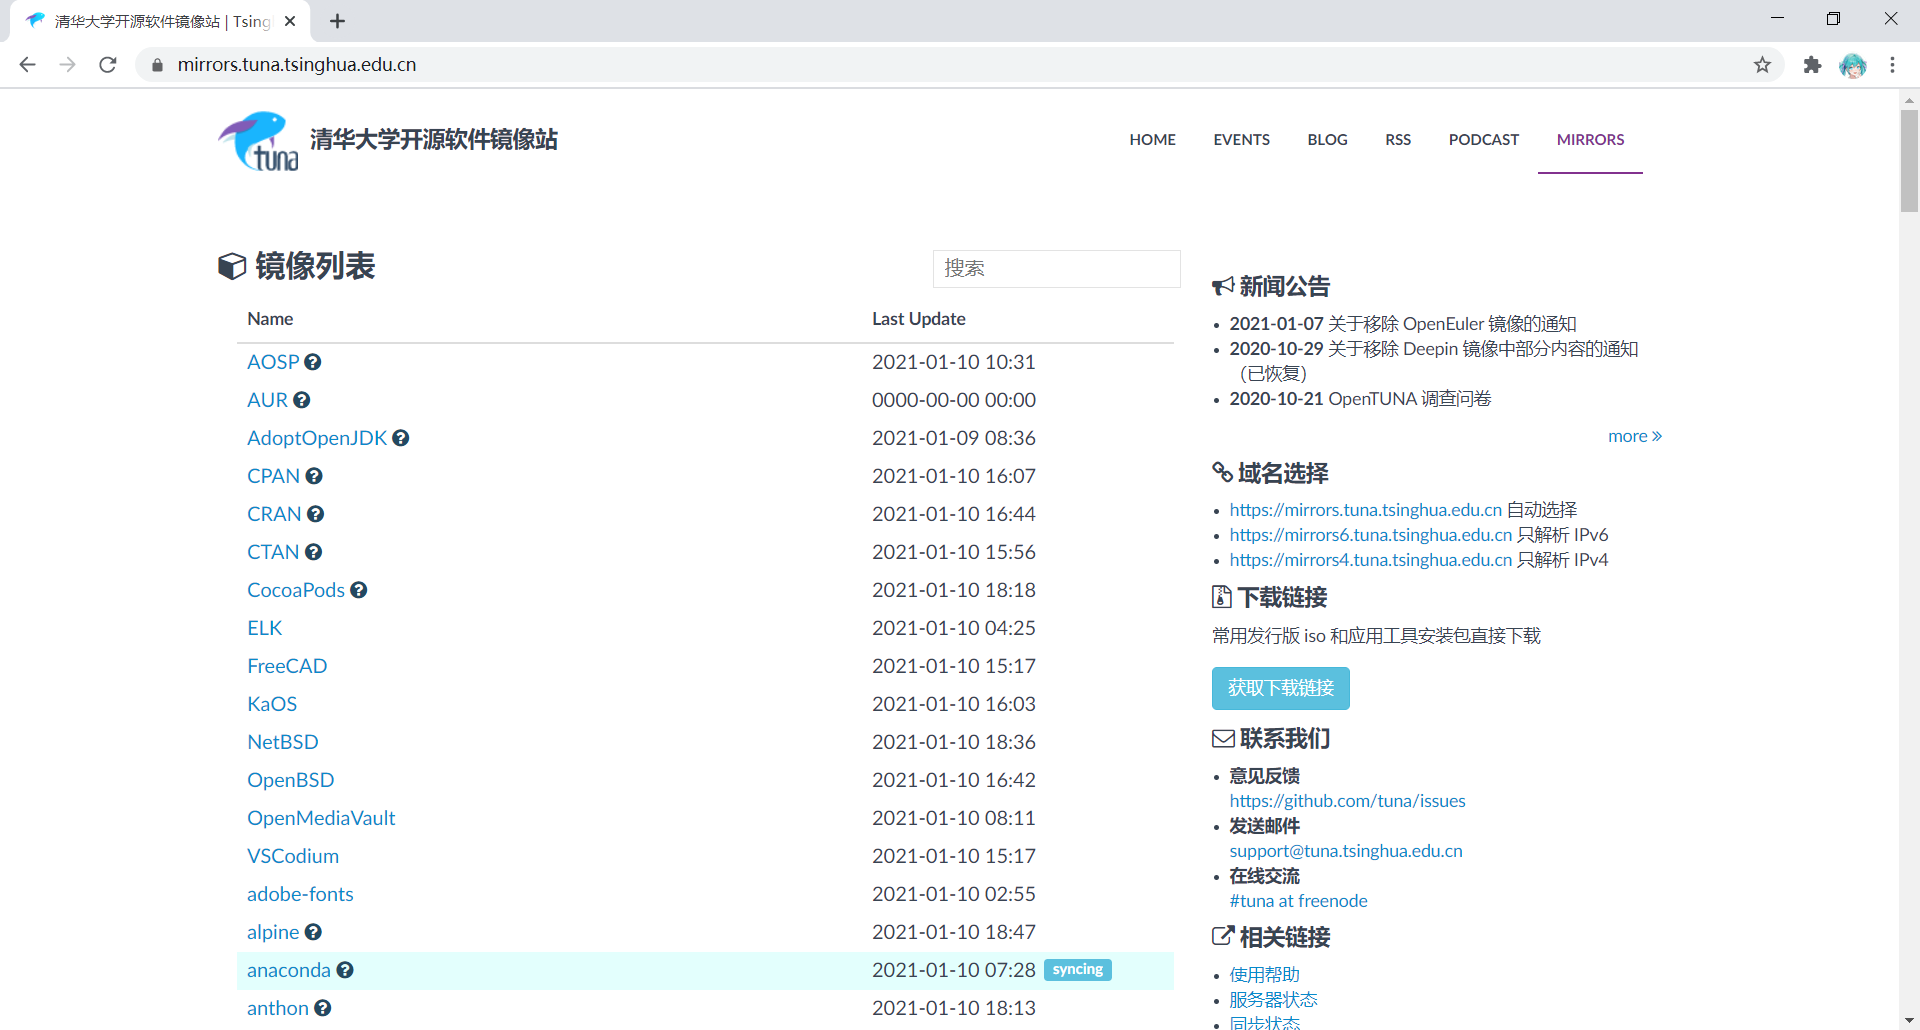 清华大学开源软件镜像站 | Tsing
mirrors.tuna.tsinghua.edu.cn
tuna
清华大学开源软件镜像站
HOME
EVENTS
BLOG
RSS
PODCAST
MIRRORS
镜像列表
搜索
Name Last Update
AOSP 2021-01-10 10:31
AUR 0000-00-00 00:00
AdoptOpenJDK 2021-01-09 08:36
CPAN 2021-01-10 16:07
CRAN 2021-01-10 16:44
CTAN 2021-01-10 15:56
CocoaPods 2021-01-10 18:18
ELK 2021-01-10 04:25
FreeCAD 2021-01-10 15:17
KaOS 2021-01-10 16:03
NetBSD 2021-01-10 18:36
OpenBSD 2021-01-10 16:42
OpenMediaVault 2021-01-10 08:11
VSCodium 2021-01-10 15:17
adobe-fonts 2021-01-10 02:55
alpine 2021-01-10 18:47
anaconda 2021-01-10 07:28 syncing
anthon 2021-01-10 18:13
新闻公告
2021-01-07 关于移除 OpenEuler 镜像的通知
2020-10-29 关于移除 Deepin 镜像中部分内容的通知
（已恢复）
2020-10-21 OpenTUNA 调查问卷
more »
域名选择
https://mirrors.tuna.tsinghua.edu.cn 自动选择
https://mirrors6.tuna.tsinghua.edu.cn 只解析 IPv6
https://mirrors4.tuna.tsinghua.edu.cn 只解析 IPv4
下载链接
常用发行版 iso 和应用工具安装包直接下载
获取下载链接
联系我们
意见反馈
https://github.com/tuna/issues
发送邮件
support@tuna.tsinghua.edu.cn
在线交流
#tuna at freenode
相关链接
使用帮助
服务器状态
同步状态